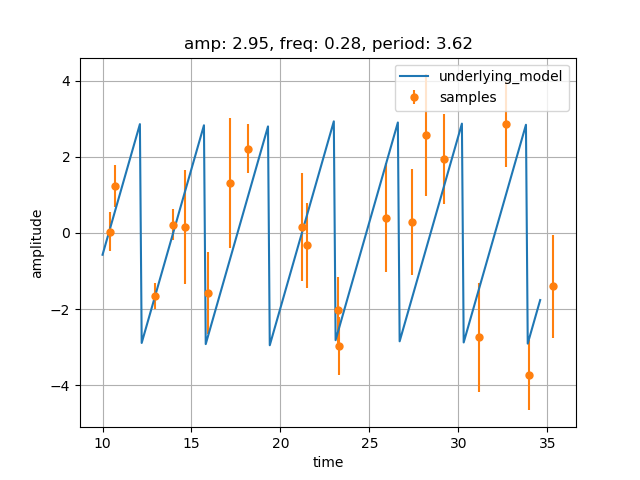 amp: 2.95, freq: 0.28, period: 3.62
underlying_model
samples
4
2
0
−2
−4
amplitude
10
15
20
25
30
35
time